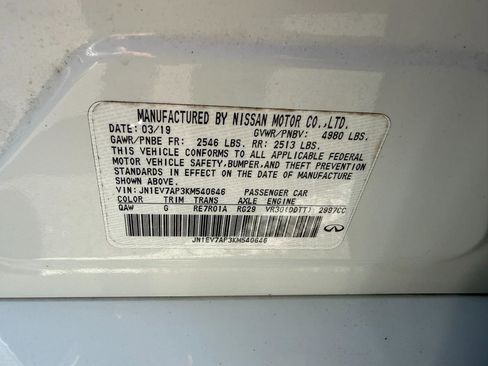 MANUFACTURED BY NISSAN MOTOR CO.,LTD.
DATE: 03/19 GVWR/PNBV: 4980 LBS.
GAWR/PNBE FR: 2546 LBS. RR: 2513 LBS.
THIS VEHICLE CONFORMS TO ALL APPLICABLE FEDERAL
MOTOR VEHICLE SAFETY,BUMPER,AND THEFT PREVENTION
STANDARDS IN EFFECT ON THE DATE OF MANUFACTURE
SHOWN ABOVE.
VIN: JN1EV7AP3KM540646 PASSENGER CAR
COLOR TRIM TRANS AXLE ENGINE
QAW G RE7R01A RG29 VR30(DDTT) 2997CC
JN1EV7AP3KM540646